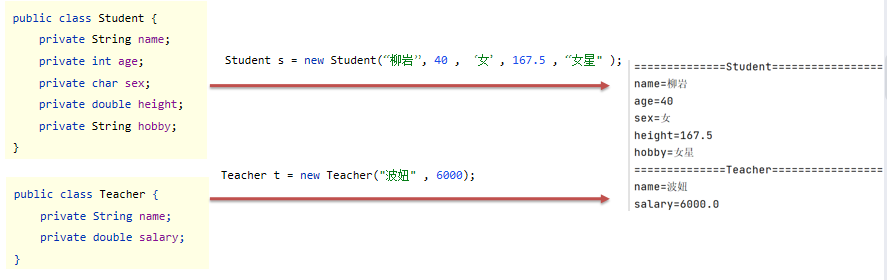 public class Student {
private String name;
private int age;
private char sex;
private double height;
private String hobby;
}
Student s = new Student(“柳岩”, 40 , ‘女’ , 167.5 , “女星" );
public class Teacher {
private String name;
private double salary;
}
Teacher t = new Teacher("波妞" , 6000);
==============Student=================
name=柳岩
age=40
sex=女
height=167.5
hobby=女星
==============Teacher=================
name=波妞
salary=6000.0